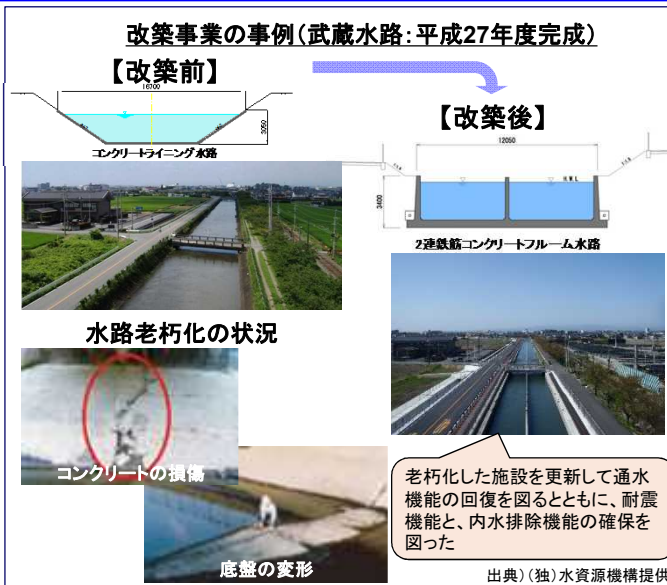 改築事業の事例(武蔵水路:平成27年度完成)
【改築前】
16700
3050
コンクリートライニング水路
【改築後】
12050
H.W.L
3400
2連鉄筋コンクリートフルーム水路
水路老朽化の状況
コンクリートの損傷
底盤の変形
老朽化した施設を更新して通水
機能の回復を図るとともに、耐震
機能と、内水排除機能の確保を
図った
出典)(独)水資源機構提供